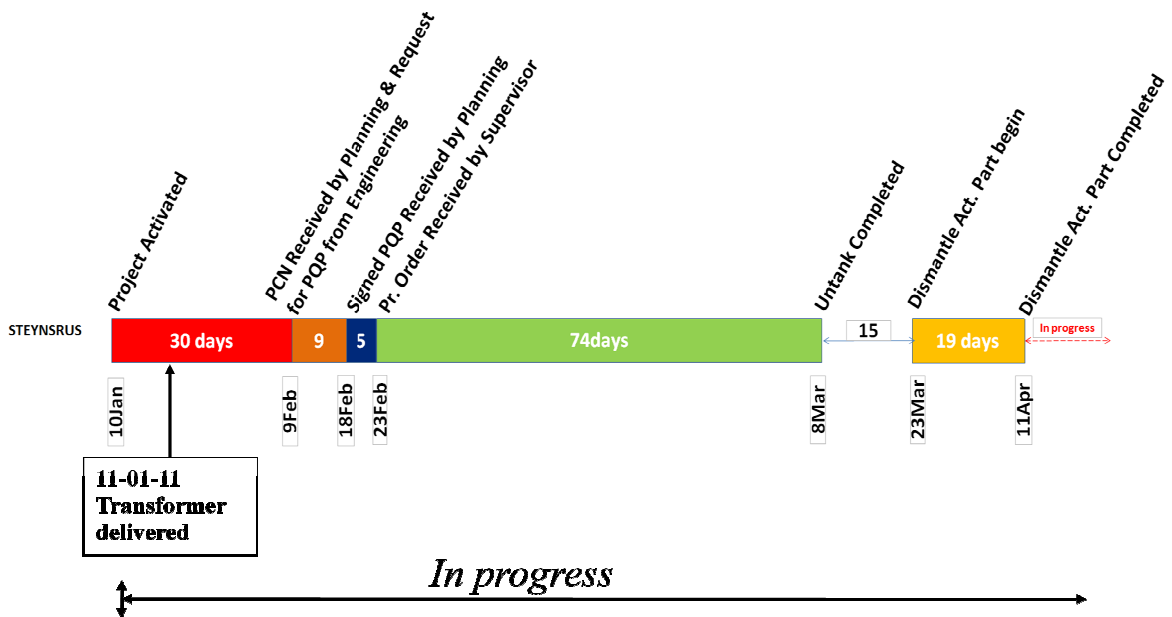 Project Activated
PCN Received by Planning & Request
for PQP from Engineering
Signed PQP Received by Planning
Pr. Order Received by Supervisor
Untank Completed
Dismantle Act. Part begin
Dismantle Act. Part Completed
STEYNSRUS
30 days
9
5
74days
15
19 days
In progress
10Jan
9Feb
18Feb
23Feb
8Mar
23Mar
11Apr
11-01-11
Transformer
delivered
In progress